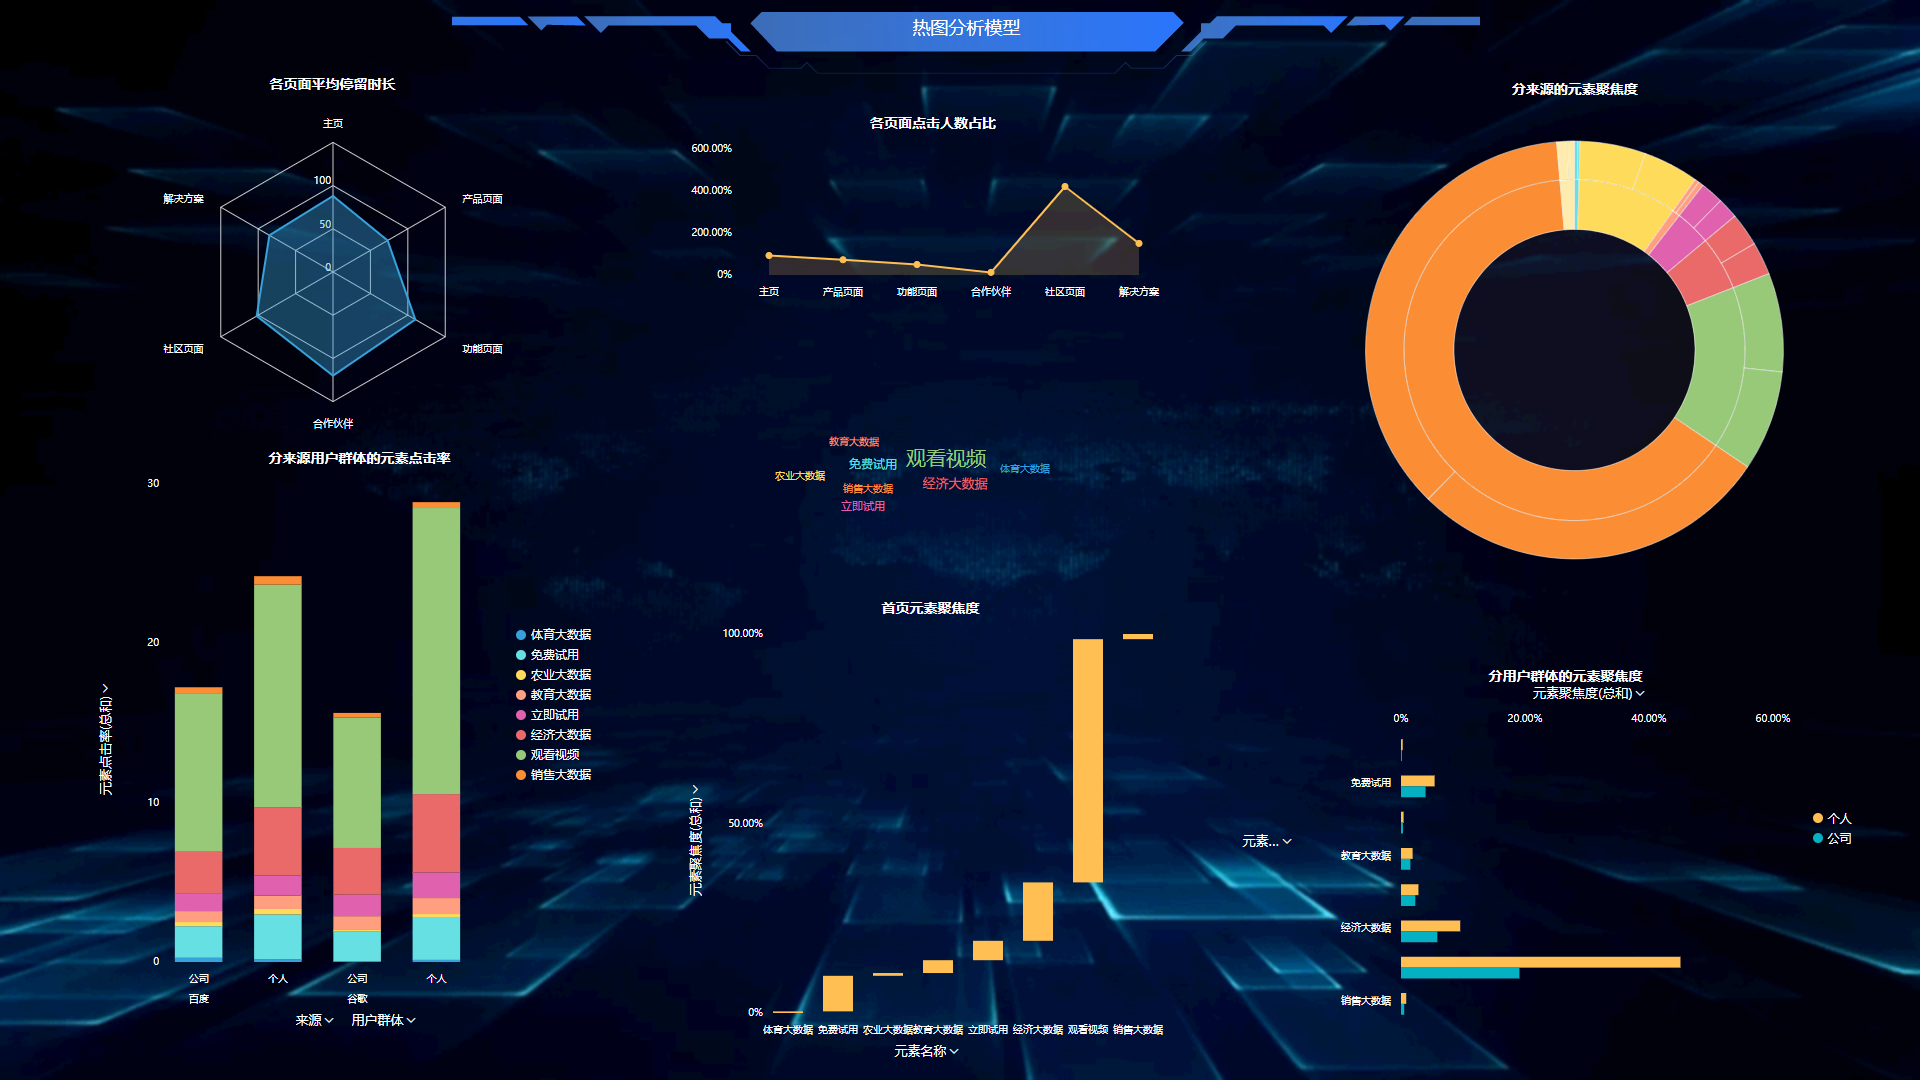 热图分析模型
各页面平均停留时长
主页
产品页面
功能页面
合作伙伴
社区页面
解决方案
100
50
0
各页面点击人数占比
600.00%
400.00%
200.00%
0%
主页
产品页面
功能页面
合作伙伴
社区页面
解决方案
分来源的元素聚焦度
教育大数据
免费试用
观看视频
农业大数据
体育大数据
销售大数据
经济大数据
立即试用
分来源用户群体的元素点击率
30
20
10
0
元素点击率(总和)
公司
个人
公司
个人
百度
谷歌
来源
用户群体
体育大数据
免费试用
农业大数据
教育大数据
立即试用
经济大数据
观看视频
销售大数据
首页元素聚焦度
100.00%
50.00%
0%
元素聚焦度(总和)
体育大数据
免费试用
农业大数据
教育大数据
立即试用
经济大数据
观看视频
销售大数据
元素名称
分用户群体的元素聚焦度
元素聚焦度(总和)
0%
20.00%
40.00%
60.00%
元素...
免费试用
教育大数据
经济大数据
销售大数据
个人
公司